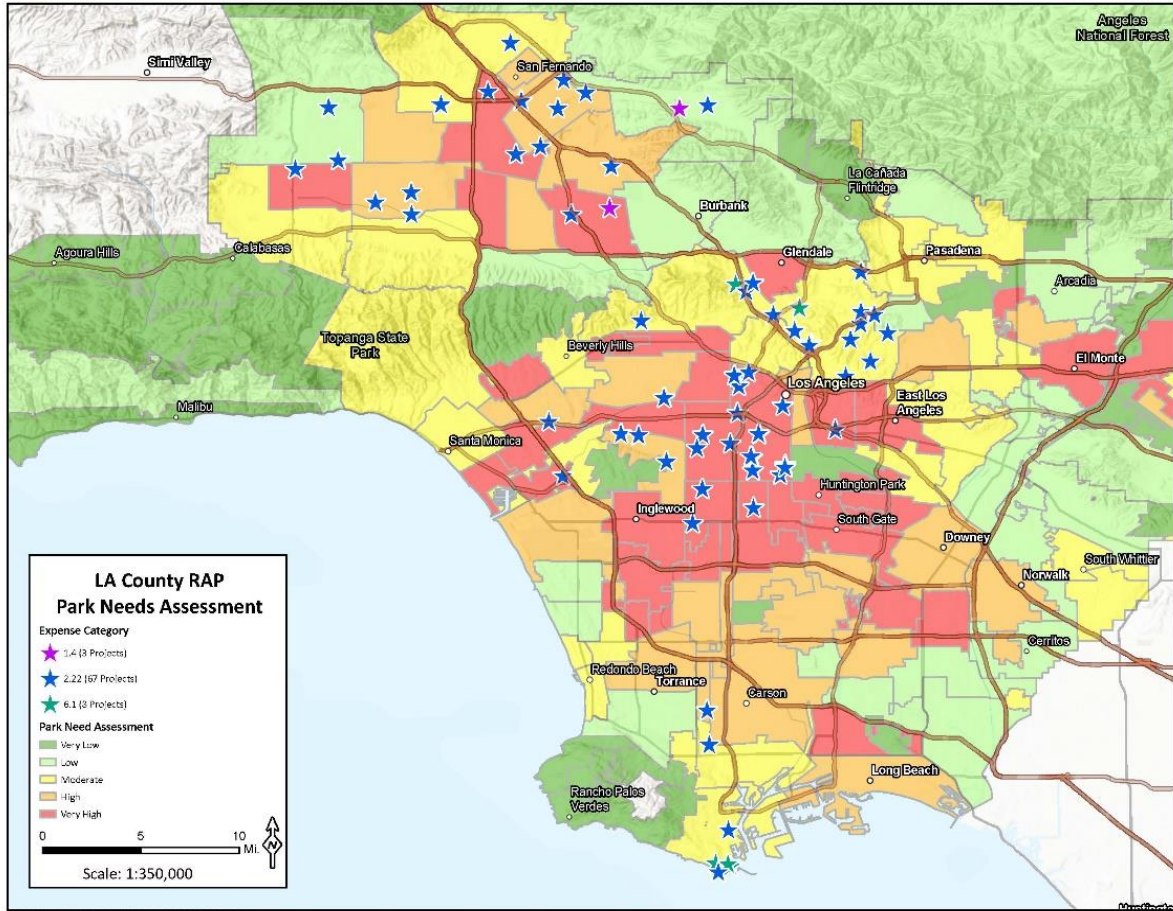 Angeles
National Forest
Simi Valley
San Fernando
La Cañada
Flintridge
Burbank
Agoura Hills
Calabasas
Glendale
Pasadena
Arcadia
Topanga State
Park
Beverly Hills
El Monte
Los Angeles
Malibu
East Los
Angeles
Santa Monica
Huntington Park
Inglewood
South Gate
Downey
South Whittier
Norwalk
Cerritos
Redondo Beach
Torrance
Carson
Long Beach
Rancho Palos
Verdes
LA County RAP
Park Needs Assessment
Expense Category
1.4 (3 Projects)
2.22 (67 Projects)
6.1 (3 Projects)
Park Need Assessment
Very Low
Low
Moderate
High
Very High
0 5 10
Mi.
N
Scale: 1:350,000